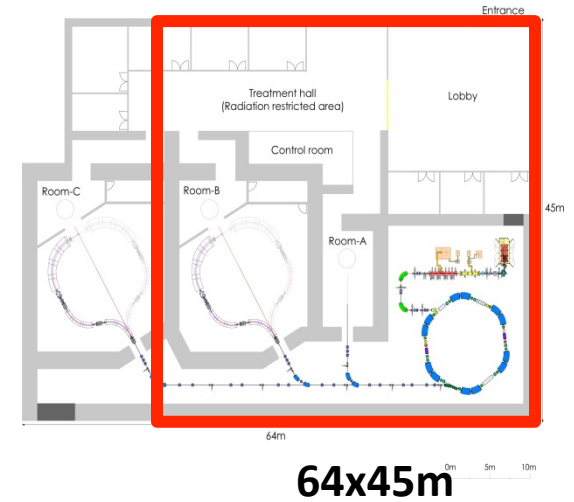 Entrance
Treatment hall
(Radiation restricted area)
Lobby
Control room
Room-C
Room-B
45m
Room-A
64m
64x45m
0m 5m 10m